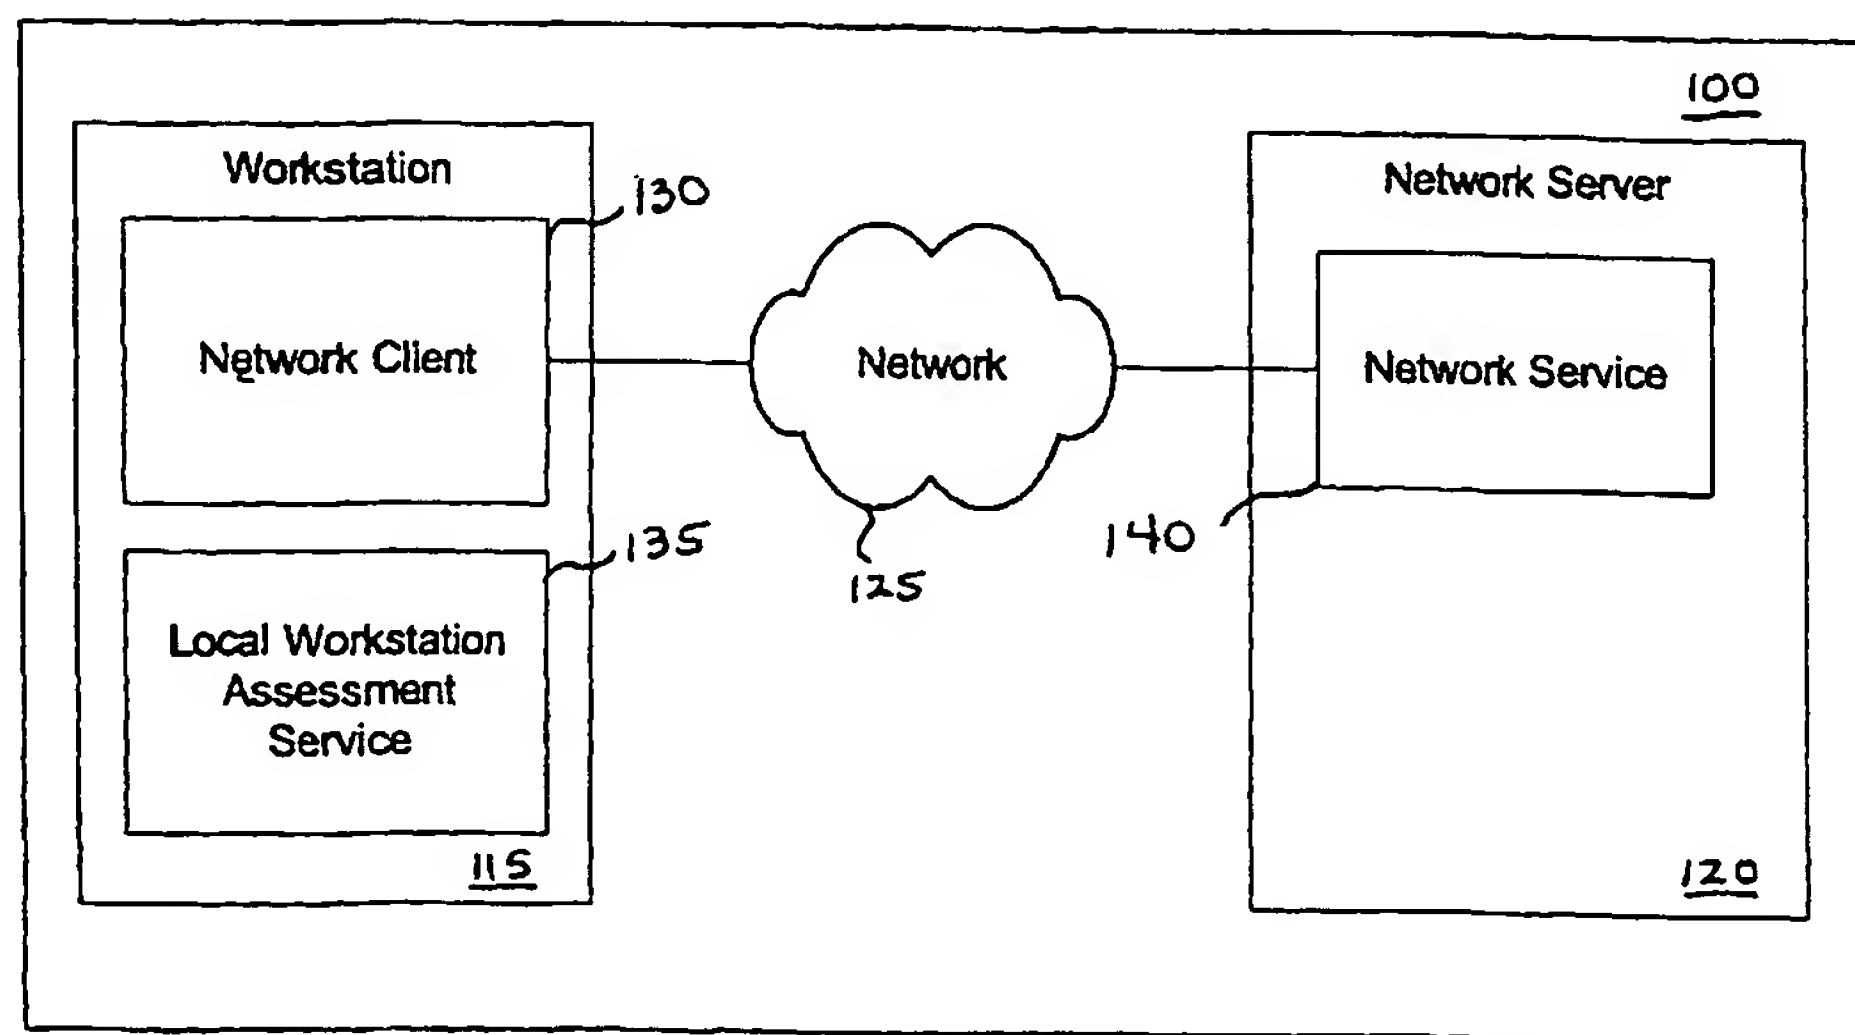 100
Workstation
130
Network Client
135
Local Workstation
Assessment
Service
115
Network
125
Network Server
Network Service
140
120